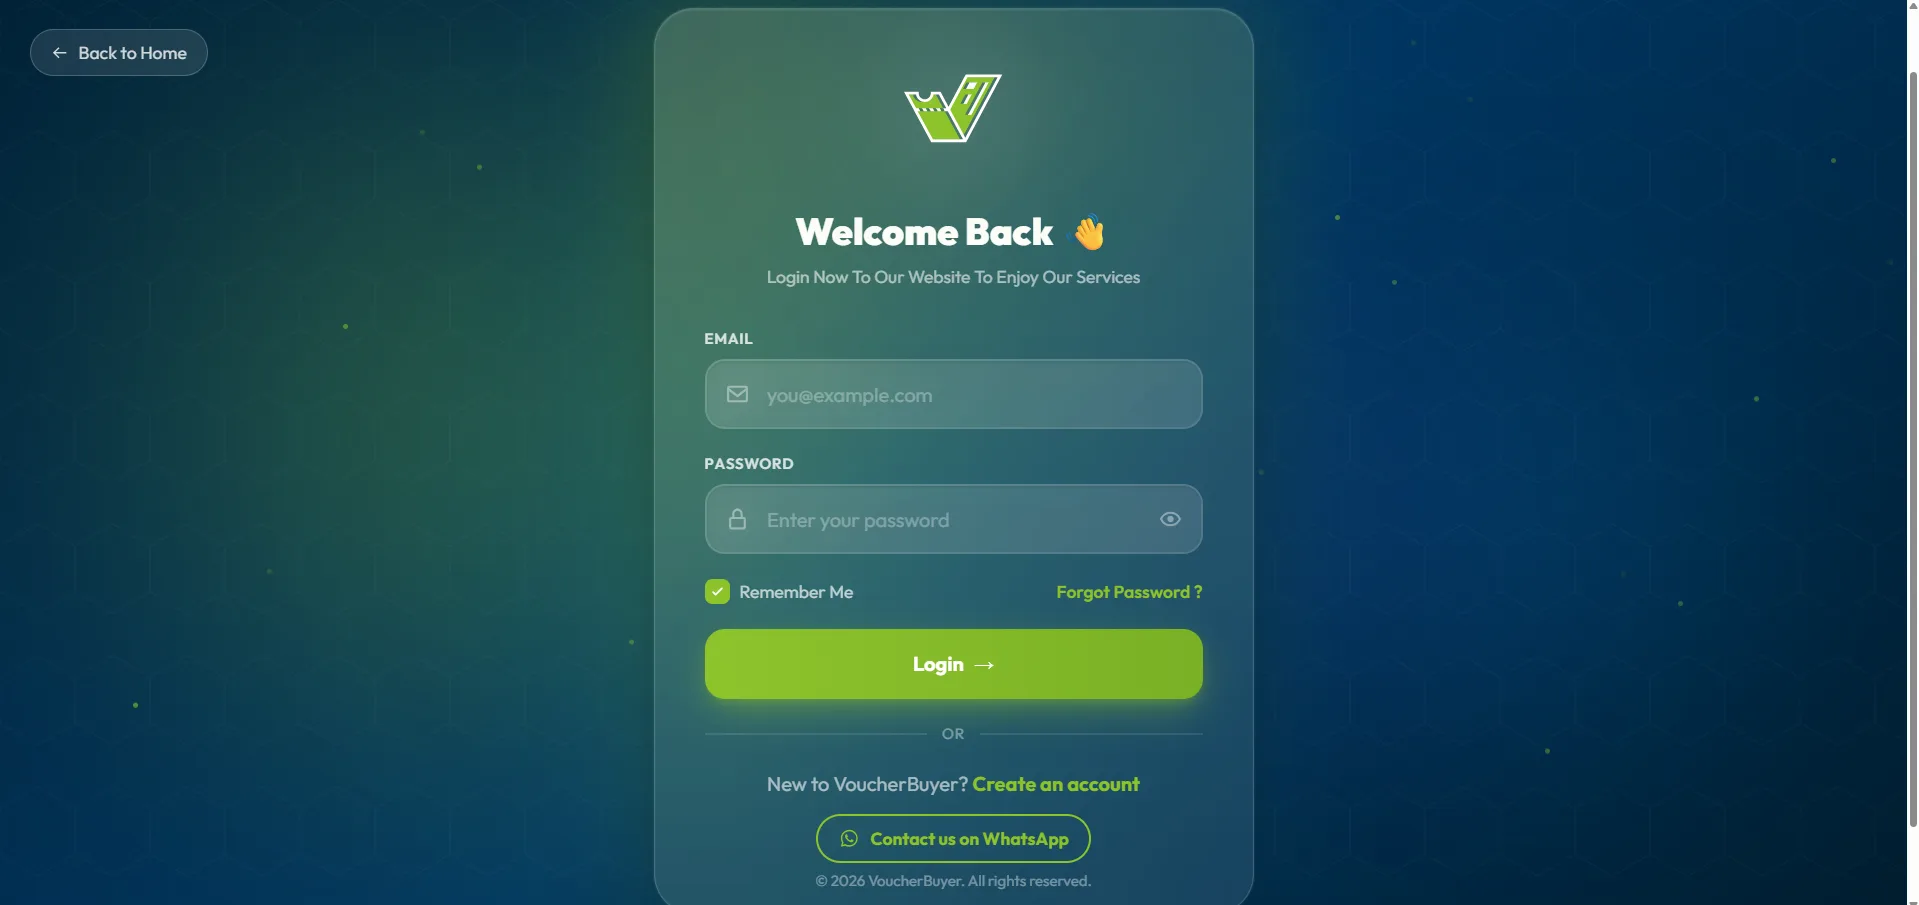 Back to Home
Welcome Back 👋
Login Now To Our Website To Enjoy Our Services
EMAIL
you@example.com
PASSWORD
Enter your password
Remember Me
Forgot Password ?
Login →
OR
New to VoucherBuyer? Create an account
Contact us on WhatsApp
© 2026 VoucherBuyer. All rights reserved.